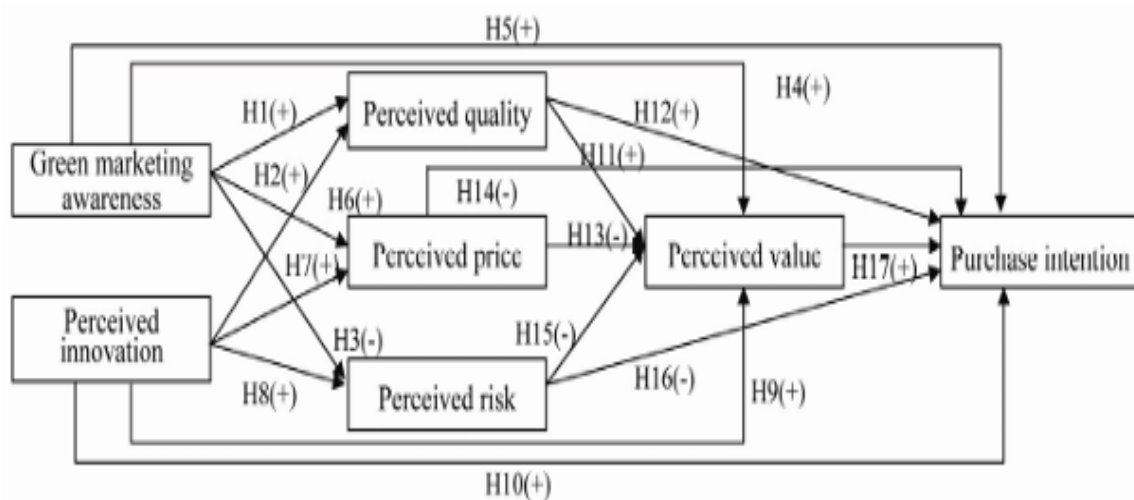 H5(+)
H4(+)
H1(+)
Perceived quality
H12(+)
Green marketing
awareness
H2(+)
H11(+)
H6(+)
H14(-)
Perceived price
H13(-)
Perceived value
H17(+)
Purchase intention
H7(+)
Perceived
innovation
H3(-)
H15(-)
H8(+)
Perceived risk
H16(-)
H9(+)
H10(+)